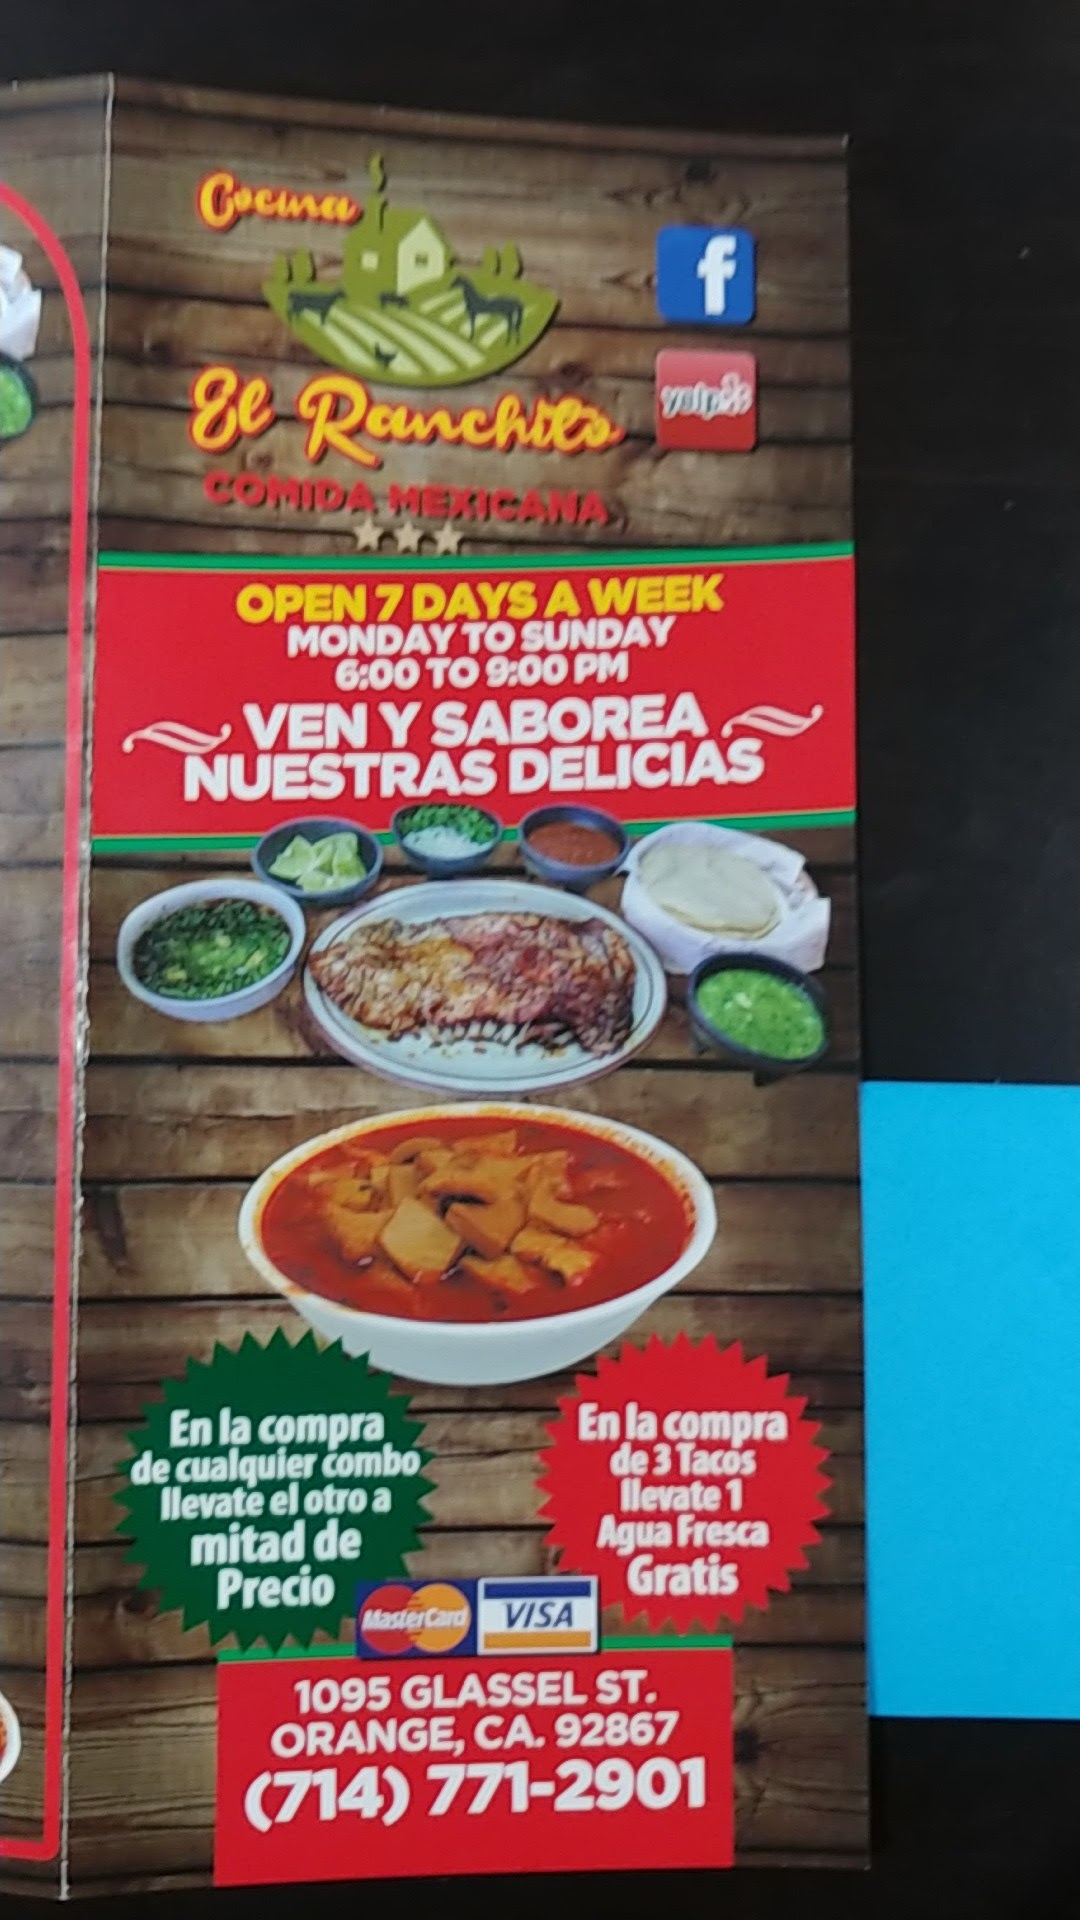 Cocina
El Ranchito
COMIDA MEXICANA
f
yelp
OPEN 7 DAYS A WEEK
MONDAY TO SUNDAY
6:00 TO 9:00 PM
VEN Y SABOREA
NUESTRAS DELICIAS
En la compra
de cualquier combo
llevate el otro a
mitad de
Precio
En la compra
de 3 Tacos
llevate 1
Agua Fresca
Gratis
MasterCard
VISA
1095 GLASSEL ST.
ORANGE, CA. 92867
(714) 771-2901